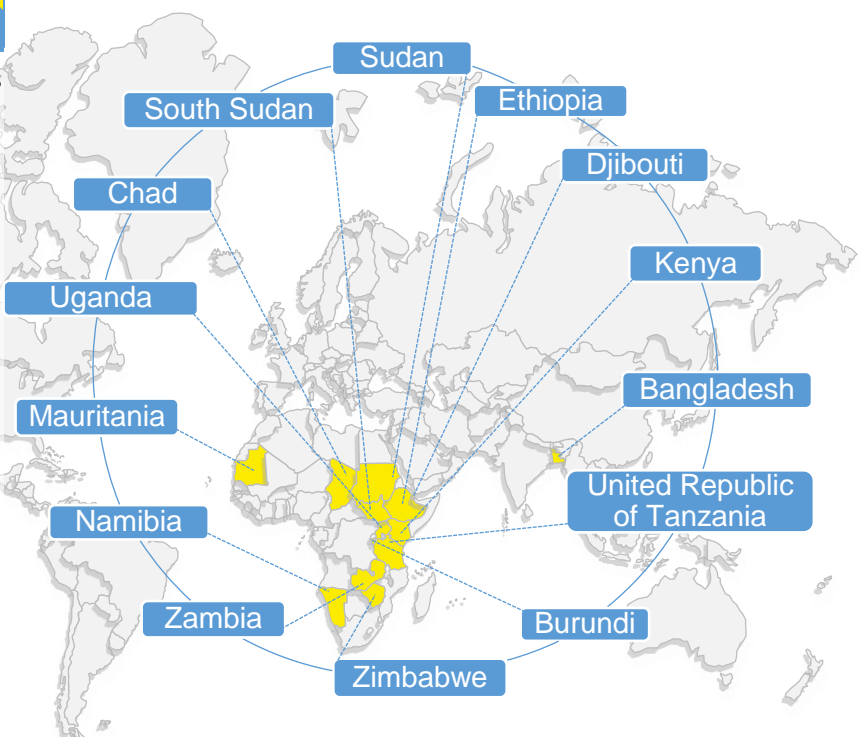 Sudan
Ethiopia
South Sudan
Djibouti
Chad
Kenya
Uganda
Bangladesh
Mauritania
United Republic
of Tanzania
Namibia
Zambia
Burundi
Zimbabwe